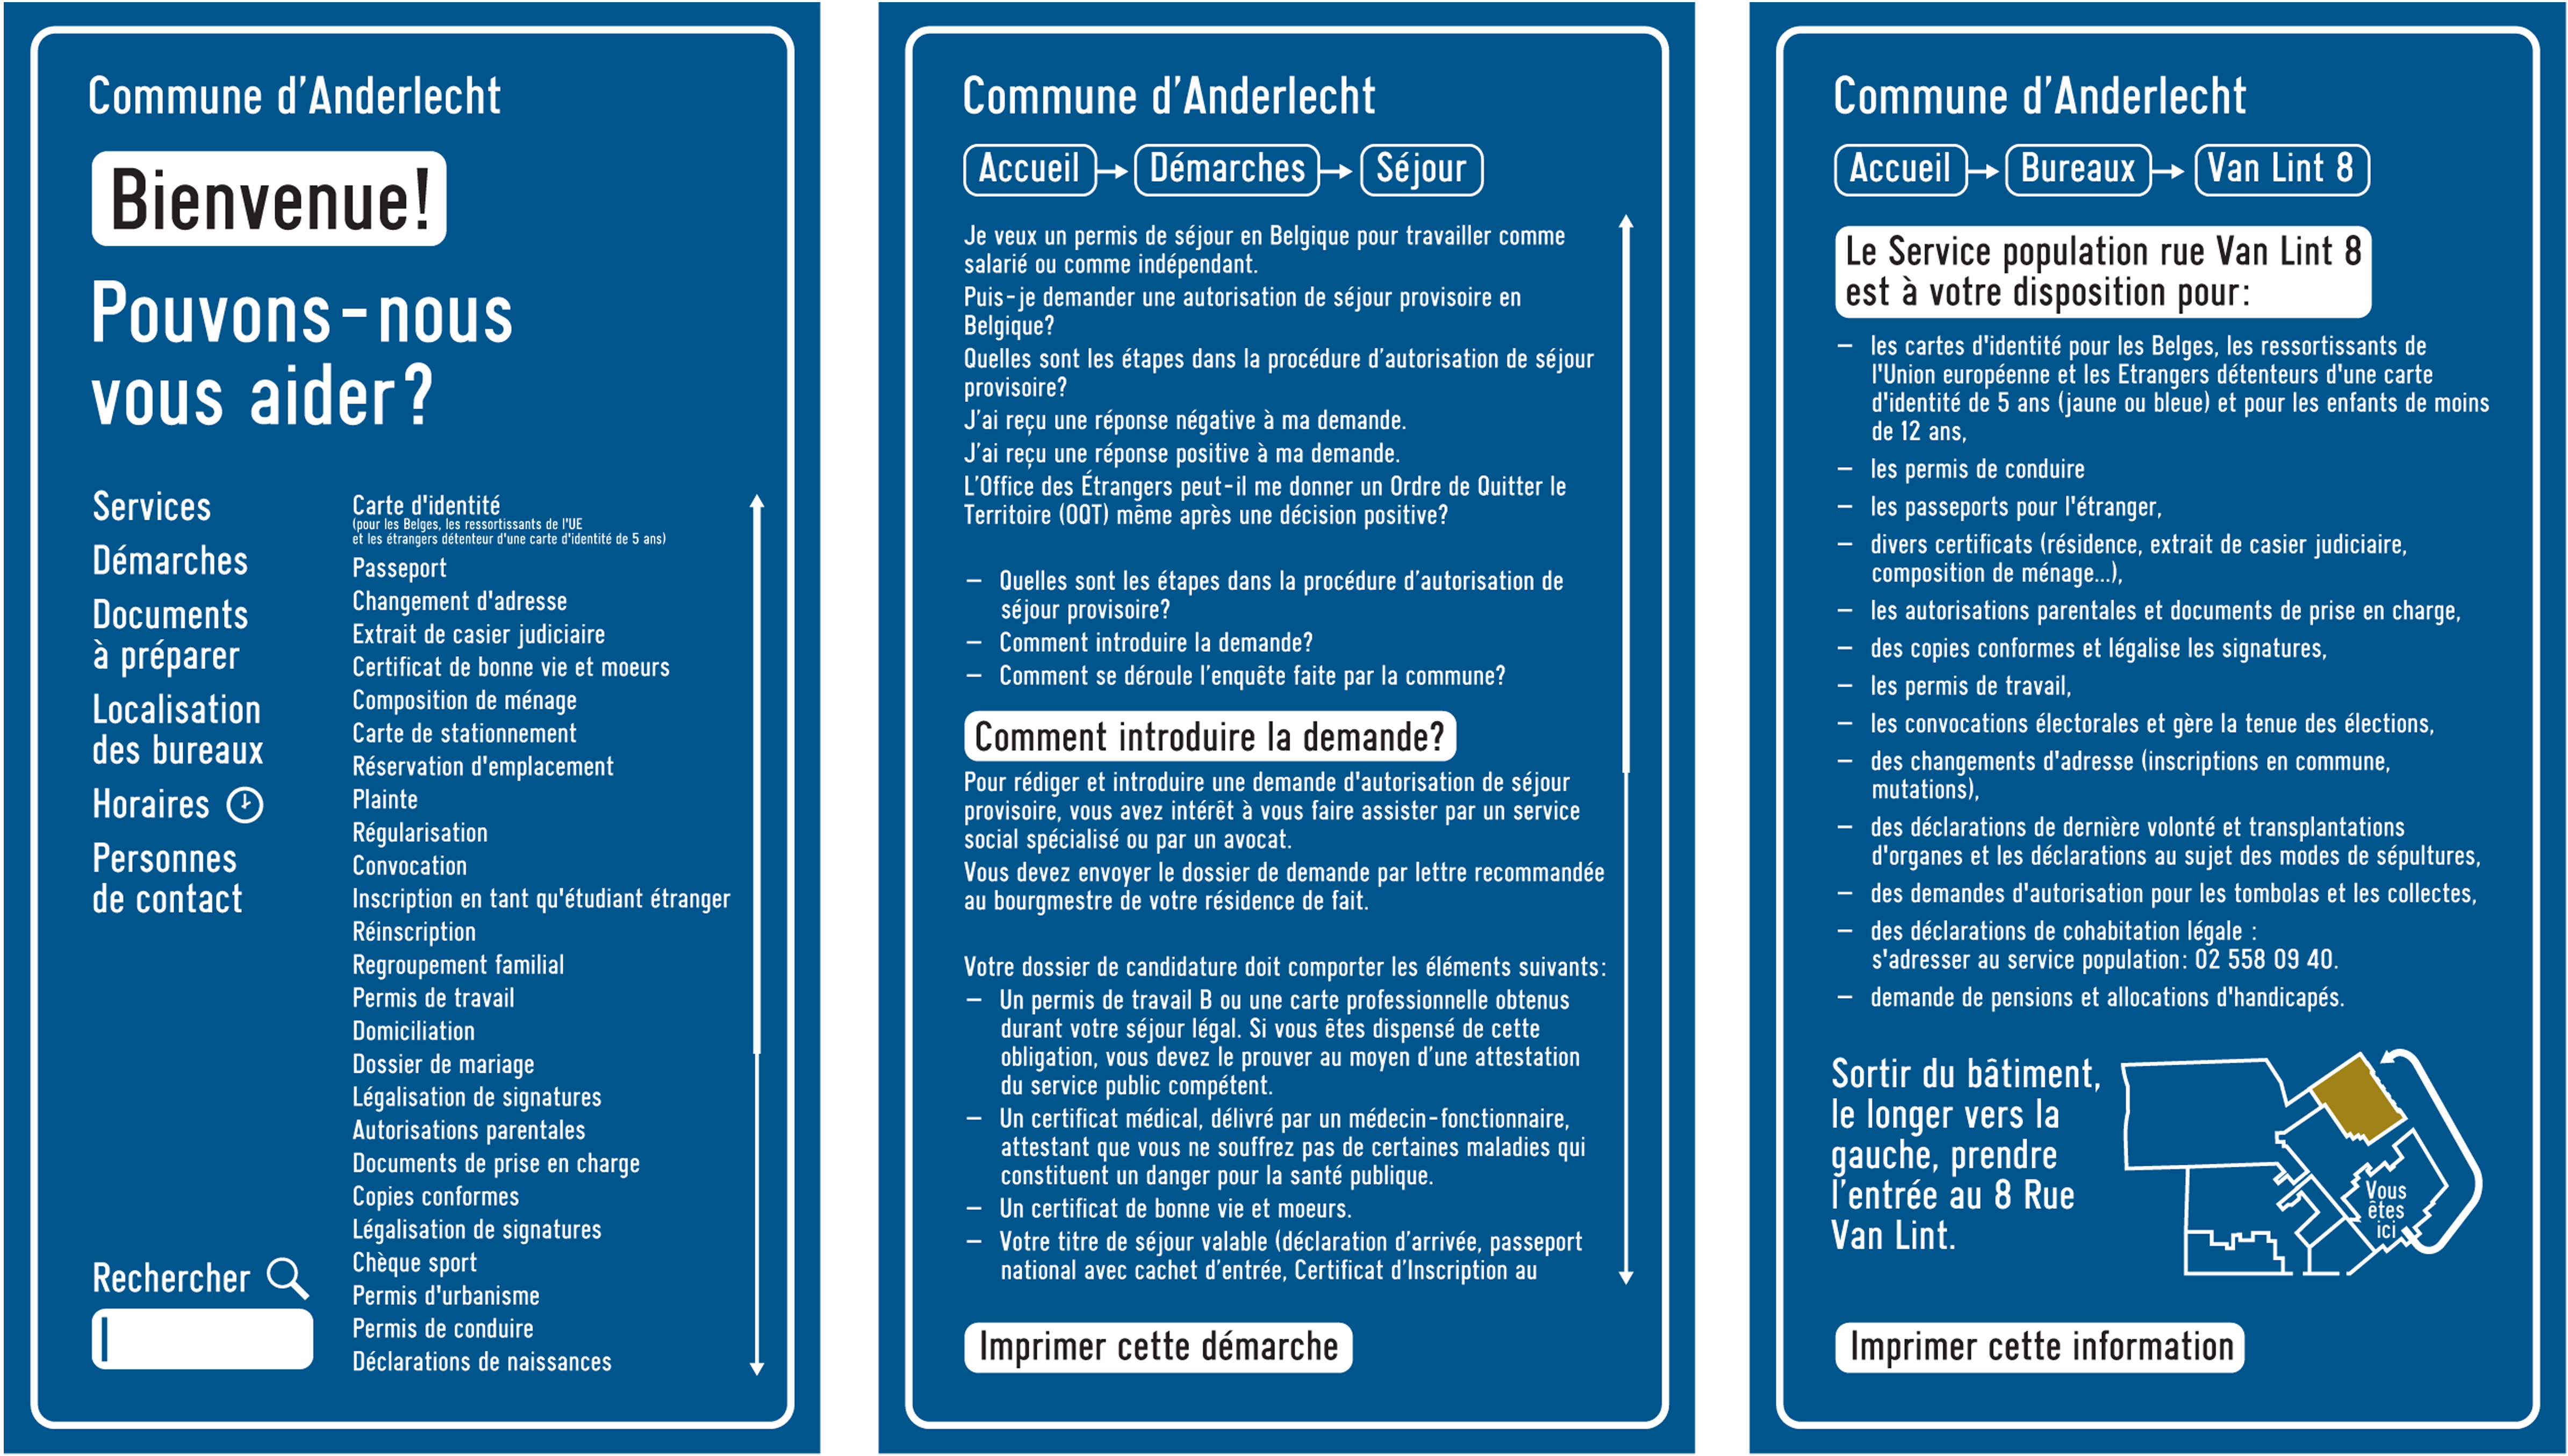 Commune d’Anderlecht
Bienvenue!
Pouvons-nous
vous aider?
Services
Démarches
Documents
à préparer
Localisation
des bureaux
Horaires
Personnes
de contact
Rechercher
Carte d'identité
(pour les Belges, les ressortissants de l'UE
et les étrangers détenteur d'une carte d'identité de 5 ans)
Passeport
Changement d'adresse
Extrait de casier judiciaire
Certificat de bonne vie et moeurs
Composition de ménage
Carte de stationnement
Réservation d'emplacement
Plainte
Régularisation
Convocation
Inscription en tant qu'étudiant étranger
Réinscription
Regroupement familial
Permis de travail
Domiciliation
Dossier de mariage
Légalisation de signatures
Autorisations parentales
Documents de prise en charge
Copies conformes
Légalisation de signatures
Chèque sport
Permis d'urbanisme
Permis de conduire
Déclarations de naissances
Commune d’Anderlecht
Accueil Démarches Séjour
Je veux un permis de séjour en Belgique pour travailler comme
salarié ou comme indépendant.
Puis-je demander une autorisation de séjour provisoire en
Belgique?
Quelles sont les étapes dans la procédure d’autorisation de séjour
provisoire?
J’ai reçu une réponse négative à ma demande.
J’ai reçu une réponse positive à ma demande.
L’Office des Étrangers peut-il me donner un Ordre de Quitter le
Territoire (OQT) même après une décision positive?
– Quelles sont les étapes dans la procédure d’autorisation de
séjour provisoire?
– Comment introduire la demande?
– Comment se déroule l’enquête faite par la commune?
Comment introduire la demande?
Pour rédiger et introduire une demande d'autorisation de séjour
provisoire, vous avez intérêt à vous faire assister par un service
social spécialisé ou par un avocat.
Vous devez envoyer le dossier de demande par lettre recommandée
au bourgmestre de votre résidence de fait.
Votre dossier de candidature doit comporter les éléments suivants:
– Un permis de travail B ou une carte professionnelle obtenus
durant votre séjour légal. Si vous êtes dispensé de cette
obligation, vous devez le prouver au moyen d’une attestation
du service public compétent.
– Un certificat médical, délivré par un médecin-fonctionnaire,
attestant que vous ne souffrez pas de certaines maladies qui
constituent un danger pour la santé publique.
– Un certificat de bonne vie et moeurs.
– Votre titre de séjour valable (déclaration d’arrivée, passeport
national avec cachet d’entrée, Certificat d’Inscription au
Imprimer cette démarche
Commune d’Anderlecht
Accueil Bureaux Van Lint 8
Le Service population rue Van Lint 8
est à votre disposition pour:
– les cartes d'identité pour les Belges, les ressortissants de
l'Union européenne et les Etrangers détenteurs d'une carte
d'identité de 5 ans (jaune ou bleue) et pour les enfants de moins
de 12 ans,
– les permis de conduire
– les passeports pour l'étranger,
– divers certificats (résidence, extrait de casier judiciaire,
composition de ménage...),
– les autorisations parentales et documents de prise en charge,
– des copies conformes et légalise les signatures,
– les permis de travail,
– les convocations électorales et gère la tenue des élections,
– des changements d'adresse (inscriptions en commune,
mutations),
– des déclarations de dernière volonté et transplantations
d'organes et les déclarations au sujet des modes de sépultures,
– des demandes d'autorisation pour les tombolas et les collectes,
– des déclarations de cohabitation légale :
s'adresser au service population: 02 558 09 40.
– demande de pensions et allocations d'handicapés.
Sortir du bâtiment,
le longer vers la
gauche, prendre
l’entrée au 8 Rue
Van Lint.
Vous
êtes
ici
Imprimer cette information